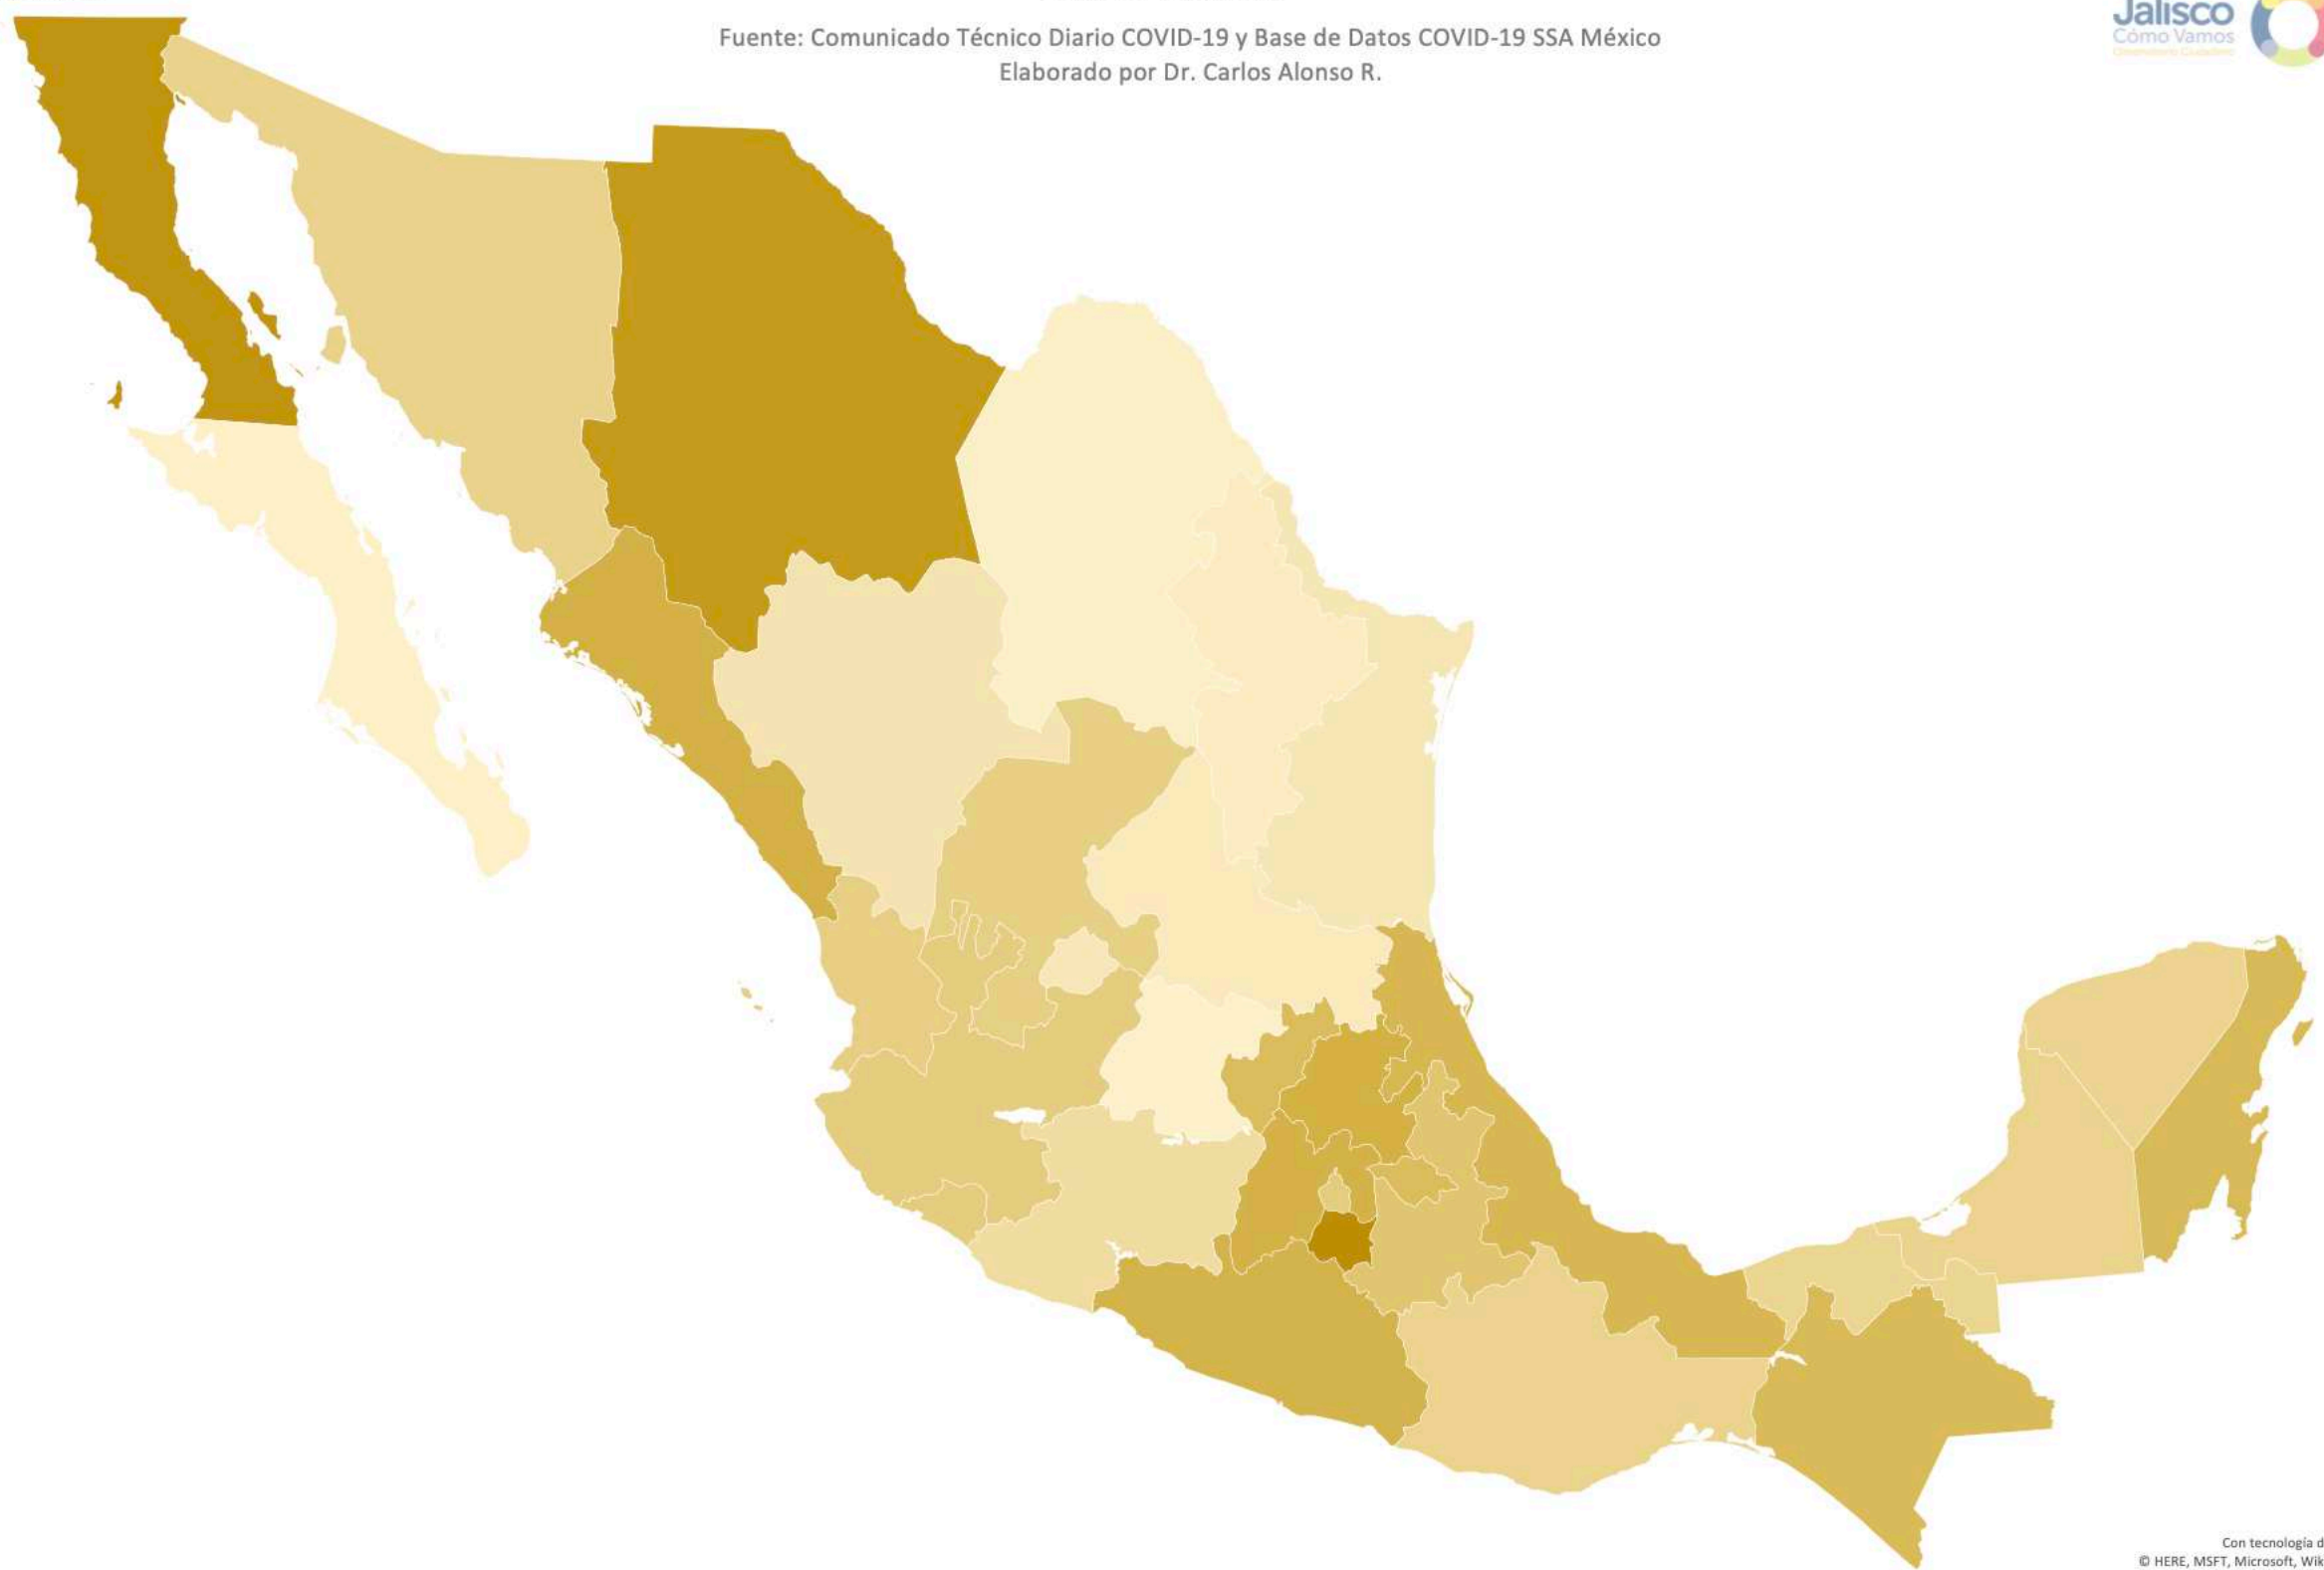 Fuente: Comunicado Técnico Diario COVID-19 y Base de Datos COVID-19 SSA México
Elaborado por Dr. Carlos Alonso R.
Jalisco
Cómo Vamos
Con tecnología d
© HERE, MSFT, Microsoft, Wik